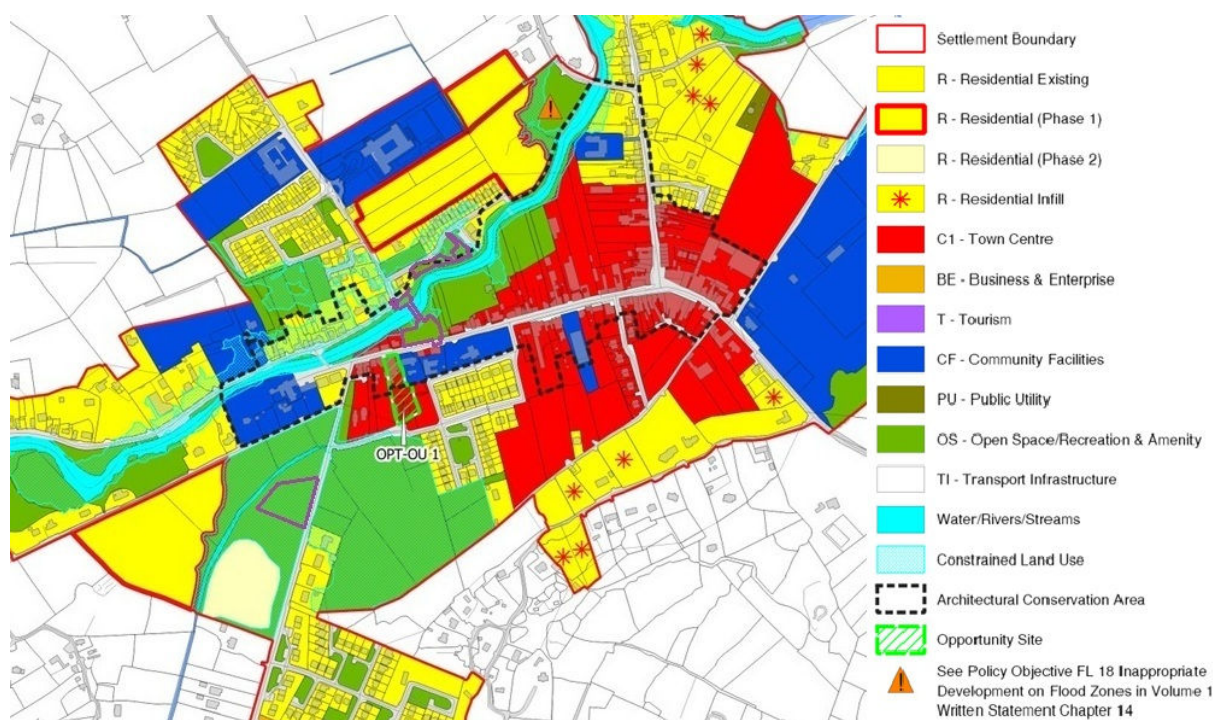 OPT-OU 1
Settlement Boundary
R - Residential Existing
R - Residential (Phase 1)
R - Residential (Phase 2)
R - Residential Infill
C1 - Town Centre
BE - Business & Enterprise
T - Tourism
CF - Community Facilities
PU - Public Utility
OS - Open Space/Recreation & Amenity
TI - Transport Infrastructure
Water/Rivers/Streams
Constrained Land Use
Architectural Conservation Area
Opportunity Site
See Policy Objective FL 18 Inappropriate
Development on Flood Zones in Volume 1
Written Statement Chapter 14